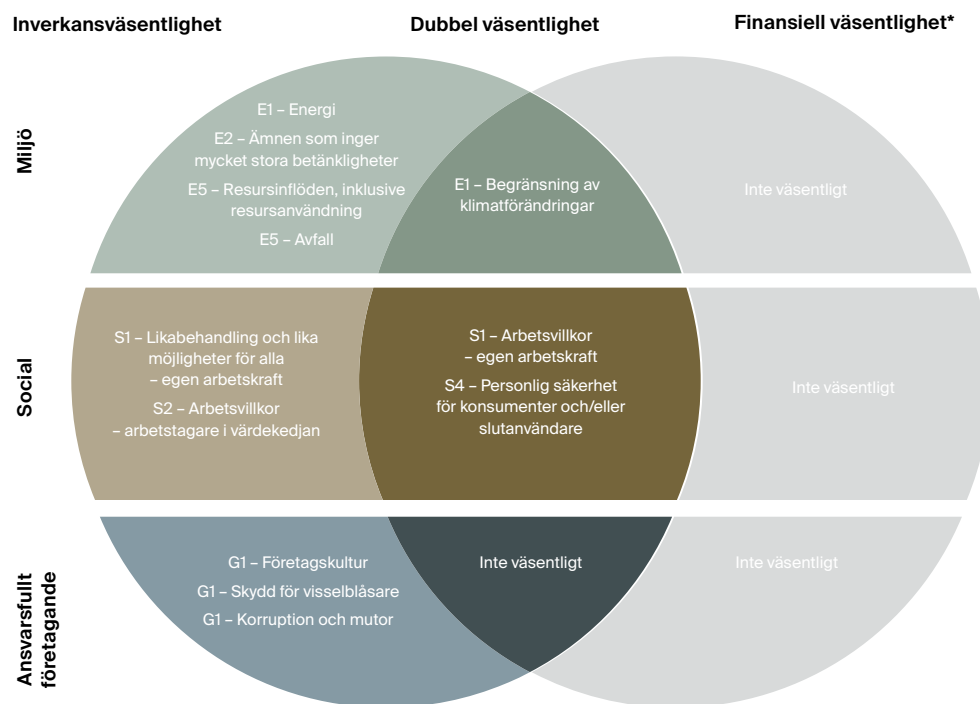 Inverkansväsentlighet
Dubbel väsentlighet
Finansiell väsentlighet*
Miljö
E1 – Energi
E2 – Ämnen som inger
mycket stora betänkligheter
E5 – Resursinflöden, inklusive
resursanvändning
E5 – Avfall
E1 – Begränsning av
klimatförändringar
Inte väsentligt
Social
S1 – Likabehandling och lika
möjligheter för alla
– egen arbetskraft
S2 – Arbetsvillkor
– arbetstagare i värdekedjan
S1 – Arbetsvillkor
– egen arbetskraft
S4 – Personlig säkerhet
för konsumenter och/eller
slutanvändare
Inte väsentligt
Ansvarsfullt
företagande
G1 – Företagskultur
G1 – Skydd för visselblåsare
G1 – Korruption och mutor
Inte väsentligt
Inte väsentligt